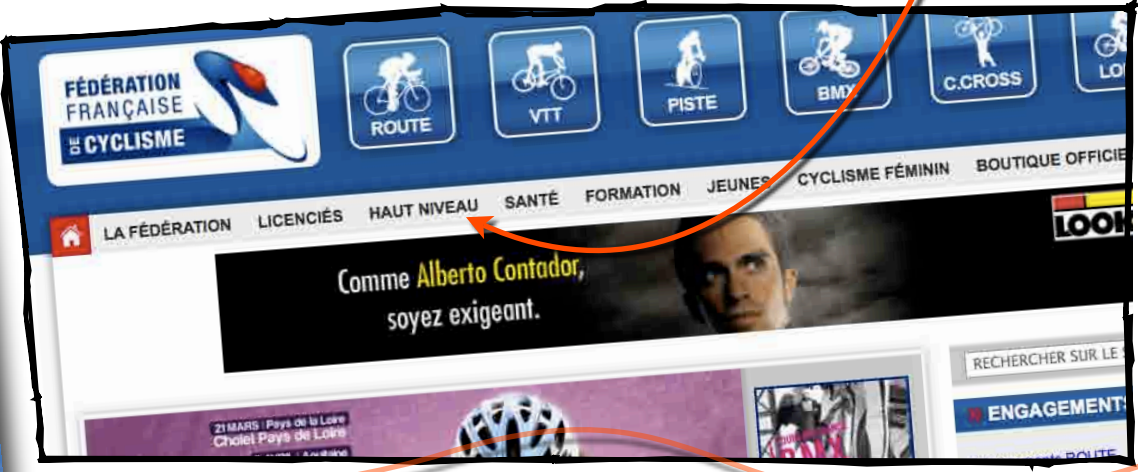 FÉDÉRATION
FRANÇAISE
DE CYCLISME
ROUTE
VTT
PISTE
BMX
C.CROSS
LO
LA FÉDÉRATION
LICENCIÉS
HAUT NIVEAU
SANTÉ
FORMATION
JEUNES
CYCLISME FÉMININ
BOUTIQUE OFFICIE
Comme Alberto Contador,
soyez exigeant.
LOOK
RECHERCHER SUR LE S
21 MARS | Pays de la Loire
Cholet Pays de Loire
ENGAGEMENTS
ROUTE